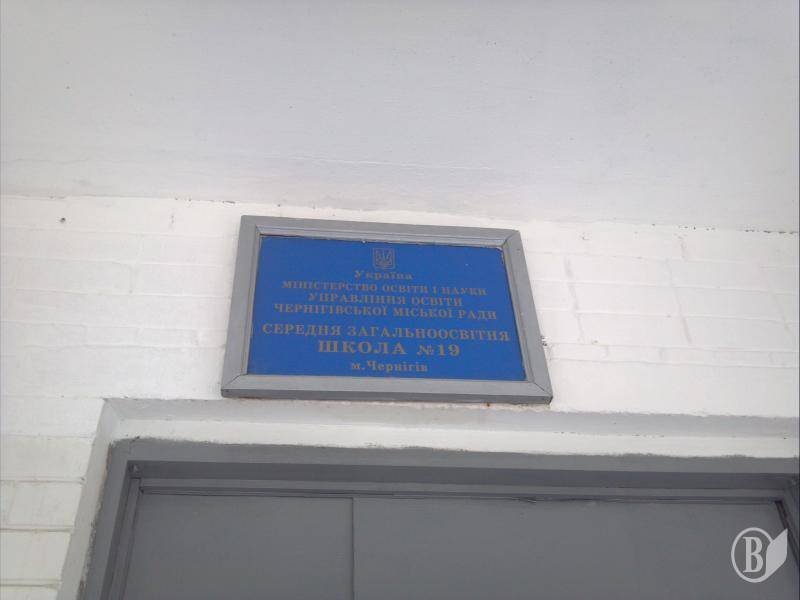 Україна
МІНІСТЕРСТВО ОСВІТИ І НАУКИ
УПРАВЛІННЯ ОСВІТИ
ЧЕРНІГІВСЬКОЇ МІСЬКОЇ РАДИ
СЕРЕДНЯ ЗАГАЛЬНООСВІТНЯ
ШКОЛА №19
м.Чернігів
В